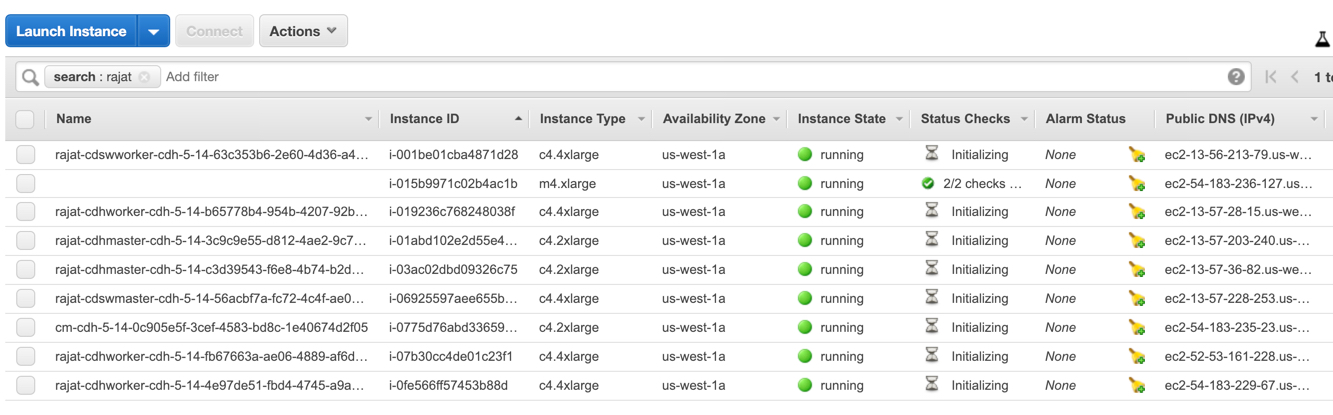 Launch Instance Connect Actions
search : rajat Add filter 1 to
Name Instance ID Instance Type Availability Zone Instance State Status Checks Alarm Status Public DNS (IPv4)
rajat-cdswworker-cdh-5-14-63c353b6-2e60-4d36-a4… i-001be01cba4871d28 c4.4xlarge us-west-1a running Initializing None ec2-13-56-213-79.us-w…
i-015b9971c02b4ac1b m4.xlarge us-west-1a running 2/2 checks … None ec2-54-183-236-127.us…
rajat-cdhworker-cdh-5-14-b65778b4-954b-4207-92b… i-019236c768248038f c4.4xlarge us-west-1a running Initializing None ec2-13-57-28-15.us-we…
rajat-cdhmaster-cdh-5-14-3c9c9e55-d812-4ae2-9c7… i-01abd102e2d55e4… c4.2xlarge us-west-1a running Initializing None ec2-13-57-203-240.us-…
rajat-cdhmaster-cdh-5-14-c3d39543-f6e8-4b74-b2d… i-03ac02dbd09326c75 c4.2xlarge us-west-1a running Initializing None ec2-13-57-36-82.us-we…
rajat-cdswmaster-cdh-5-14-56acbf7a-fc72-4c4f-ae0… i-06925597aee655b… c4.4xlarge us-west-1a running Initializing None ec2-13-57-228-253.us-…
cm-cdh-5-14-0c905e5f-3cef-4583-bd8c-1e40674d2f05 i-0775d76abd33659… c4.2xlarge us-west-1a running Initializing None ec2-54-183-235-23.us-…
rajat-cdhworker-cdh-5-14-fb67663a-ae06-4889-af6d… i-07b30cc4de01c23f1 c4.4xlarge us-west-1a running Initializing None ec2-52-53-161-228.us-…
rajat-cdhworker-cdh-5-14-4e97de51-fbd4-4745-a9a… i-0fe566ff57453b88d c4.4xlarge us-west-1a running Initializing None ec2-54-183-229-67.us-…